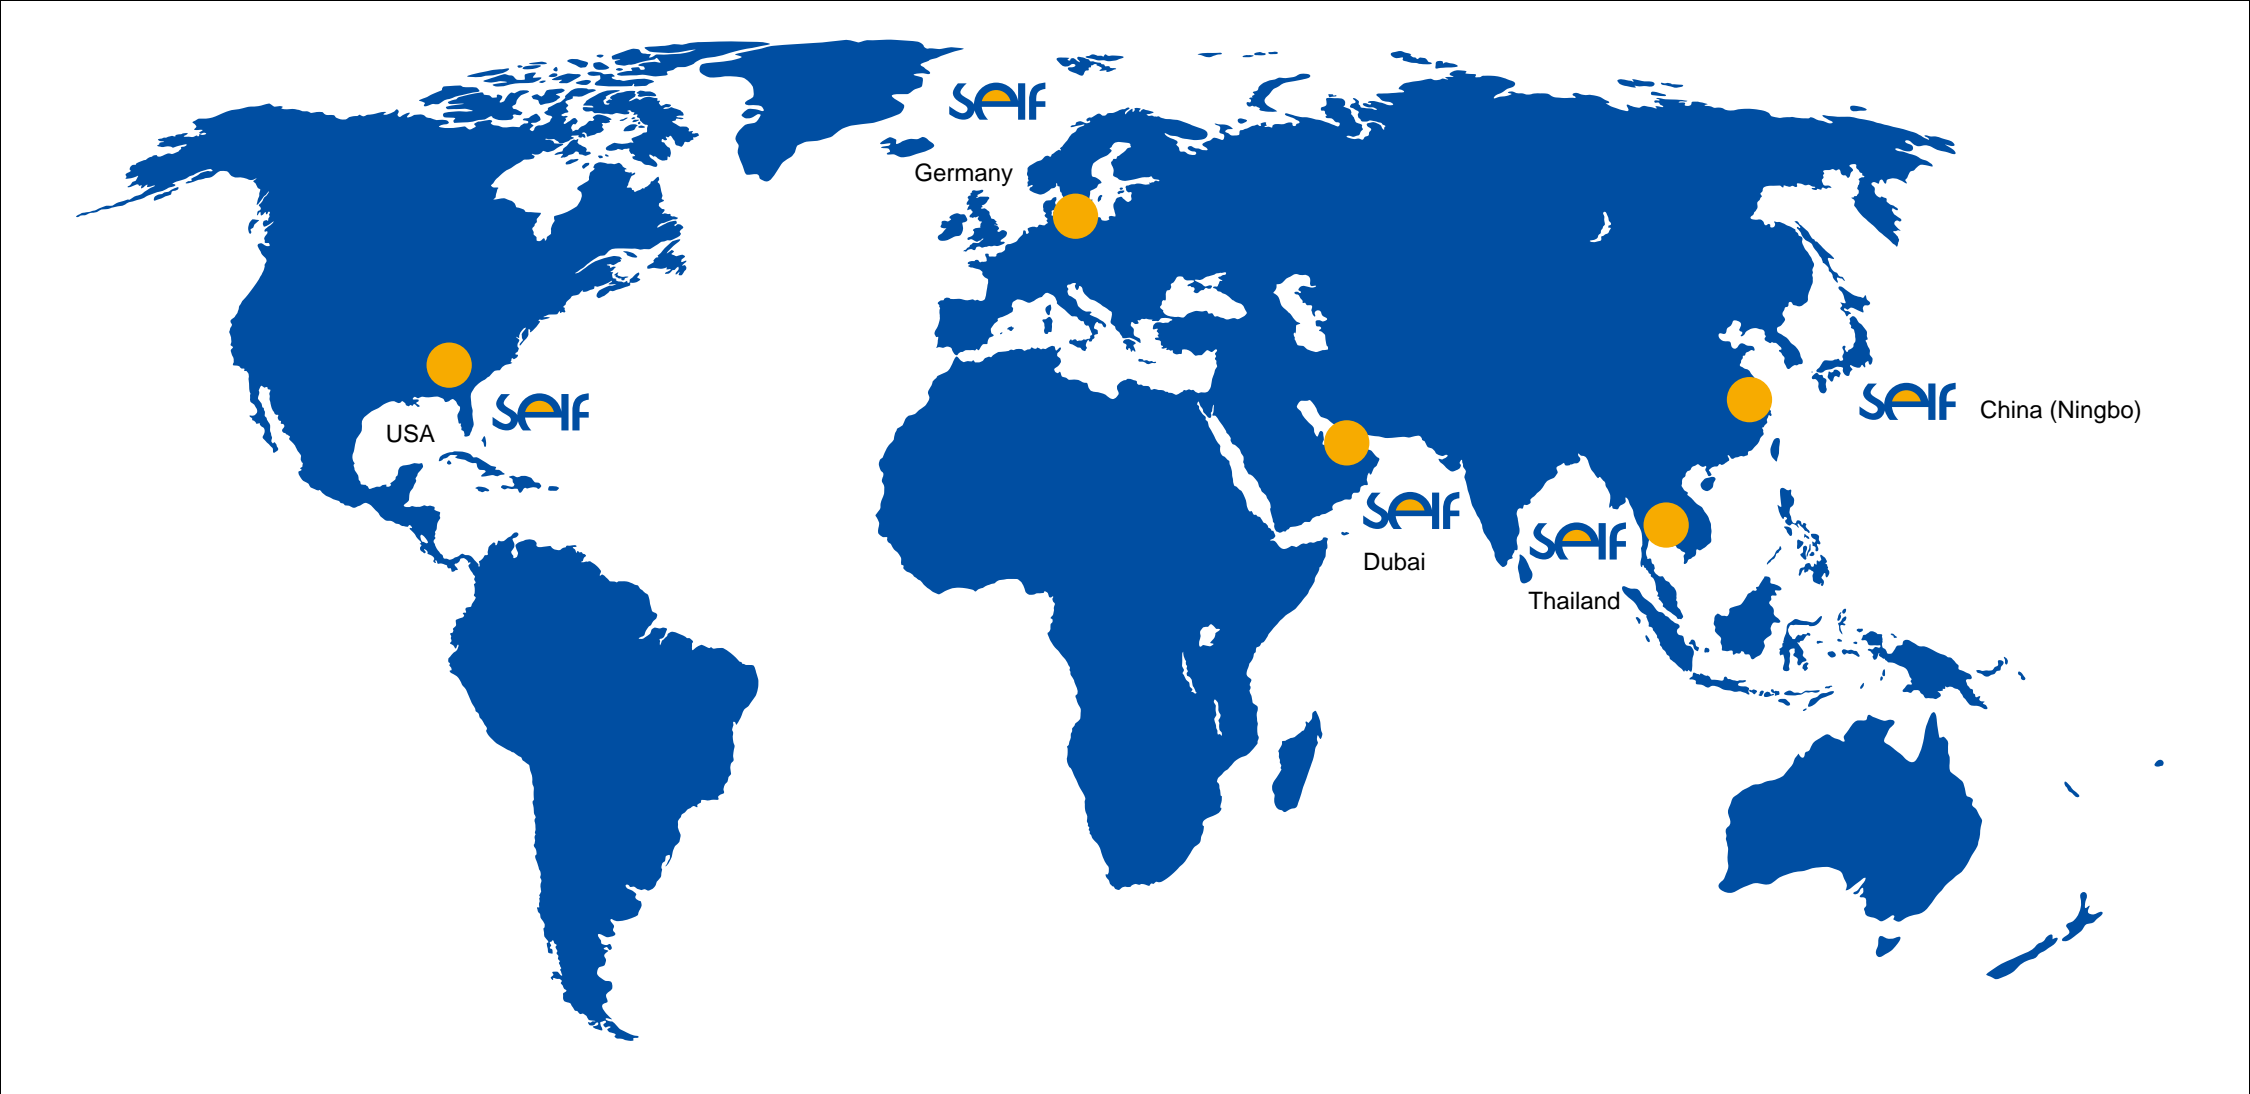 self
Germany
USA
self
self
China (Ningbo)
self
Dubai
self
Thailand